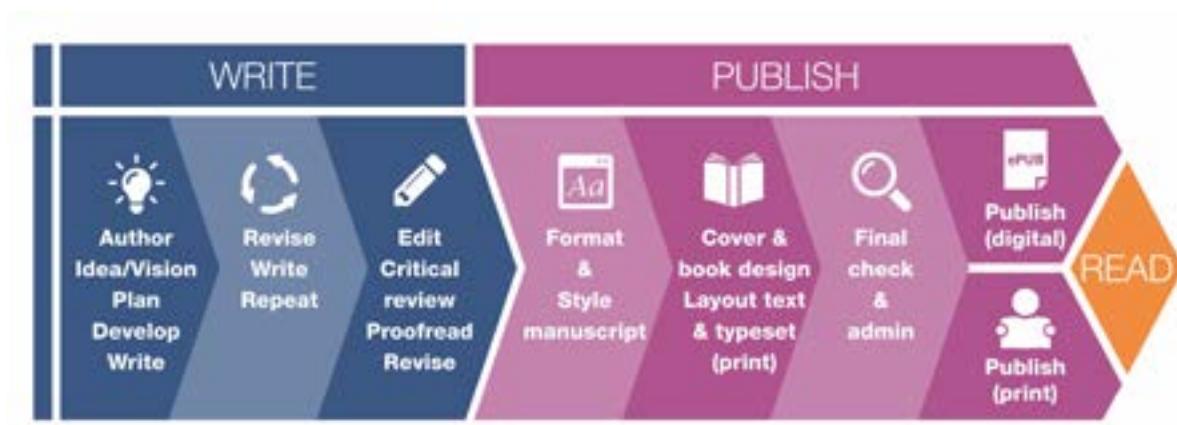 WRITE
PUBLISH
Author
Idea/Vision
Plan
Develop
Write
Revise
Write
Repeat
Edit
Critical
review
Proofread
Revise
Aa
Format
&
Style
manuscript
Cover &
book design
Layout text
& typeset
(print)
Final
check
&
admin
ePUB
Publish
(digital)
Publish
(print)
READ